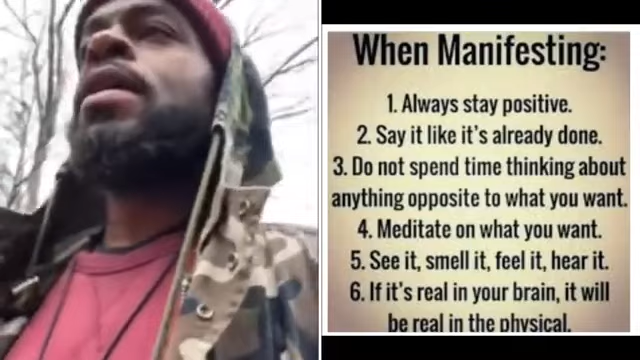 When Manifesting:
1. Always stay positive.
2. Say it like it's already done.
3. Do not spend time thinking about
anything opposite to what you want.
4. Meditate on what you want.
5. See it, smell it, feel it, hear it.
6. If it's real in your brain, it will
be real in the physical.